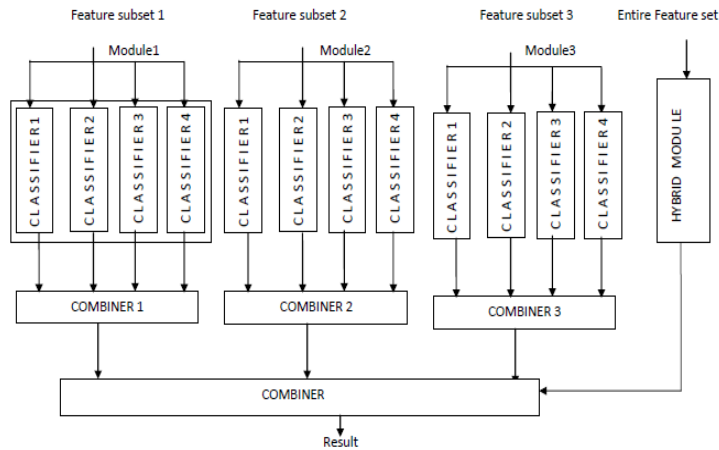 Feature subset 1
Feature subset 2
Feature subset 3
Entire Feature set
Module1
Module2
Module3
CLASSIFIER1
CLASSIFIER2
CLASSIFIER3
CLASSIFIER4
CLASSIFIER1
CLASSIFIER2
CLASSIFIER3
CLASSIFIER4
CLASSIFIER1
CLASSIFIER2
CLASSIFIER3
CLASSIFIER4
HYBRID MODULE
COMBINER 1
COMBINER 2
COMBINER 3
COMBINER
Result